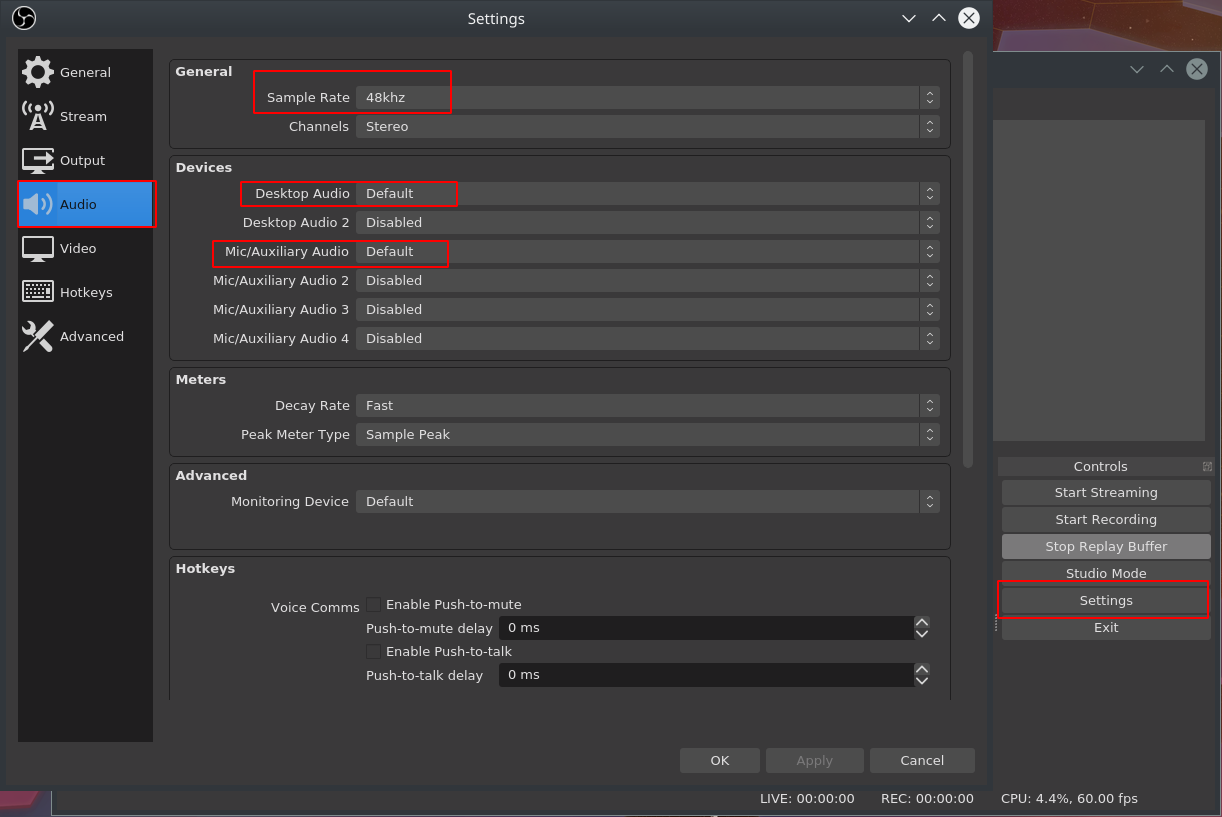 Settings
General
Stream
Output
Audio
Video
Hotkeys
Advanced
General
Sample Rate 48khz
Channels Stereo
Devices
Desktop Audio Default
Desktop Audio 2 Disabled
Mic/Auxiliary Audio Default
Mic/Auxiliary Audio 2 Disabled
Mic/Auxiliary Audio 3 Disabled
Mic/Auxiliary Audio 4 Disabled
Meters
Decay Rate Fast
Peak Meter Type Sample Peak
Advanced
Monitoring Device Default
Hotkeys
Voice Comms Enable Push-to-mute
Push-to-mute delay 0 ms
Enable Push-to-talk
Push-to-talk delay 0 ms
OK Apply Cancel
Controls
Start Streaming
Start Recording
Stop Replay Buffer
Studio Mode
Settings
Exit
LIVE: 00:00:00 REC: 00:00:00 CPU: 4.4%, 60.00 fps